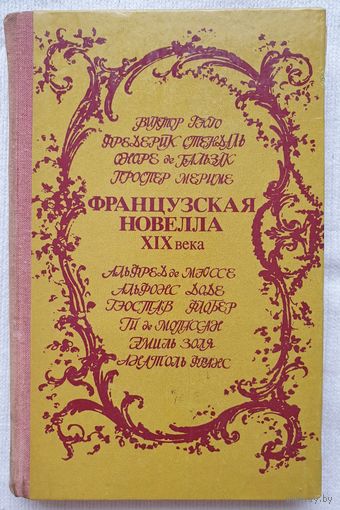 Виктор Гюго
Фредерик Стендаль
Оноре де Бальзак
Проспер Мериме
ФРАНЦУЗСКАЯ
НОВЕЛЛА
XIX века
Альфред де Мюссе
Альфонс Доде
Гюстав Флобер
Ги де Мопассан
Эмиль Золя
Анатоль Франс